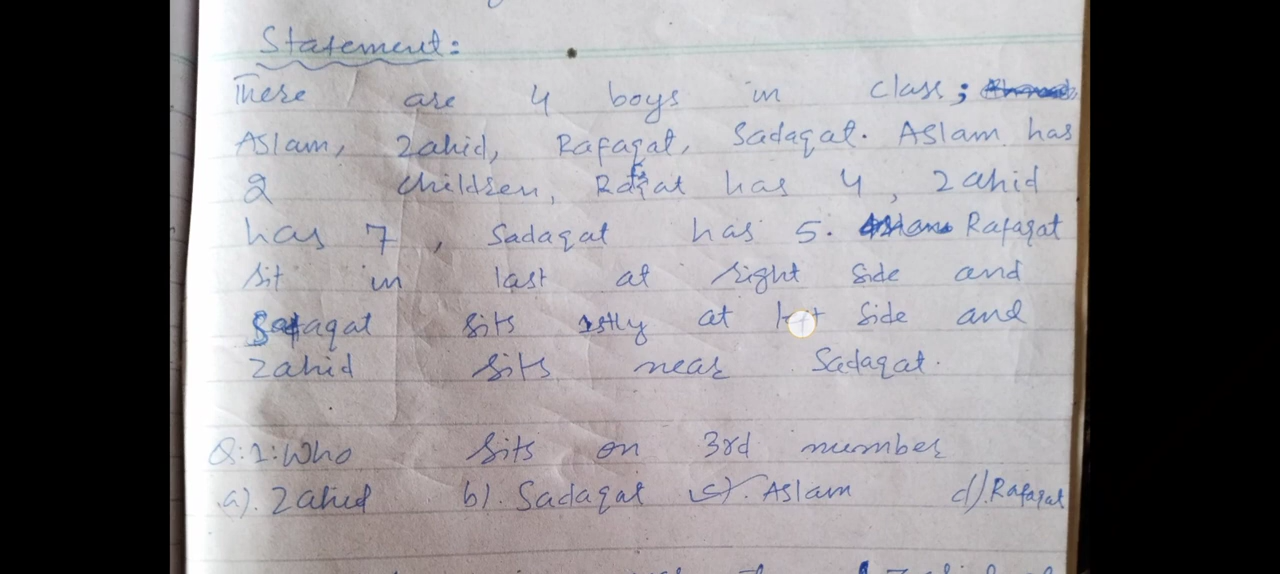 Statement:
There are 4 boys in class;
Aslam, Zahid, Rafaqat, Sadaqat. Aslam has
2 children, Rafqat has 4, Zahid
has 7, Sadaqat has 5. Rafaqat
sit in last at right side and
Sadaqat sits 1stly at left side and
Zahid sits near Sadaqat.
Q:1: Who sits on 3rd number
a). Zahid b). Sadaqat c). Aslam d). Rafaqat